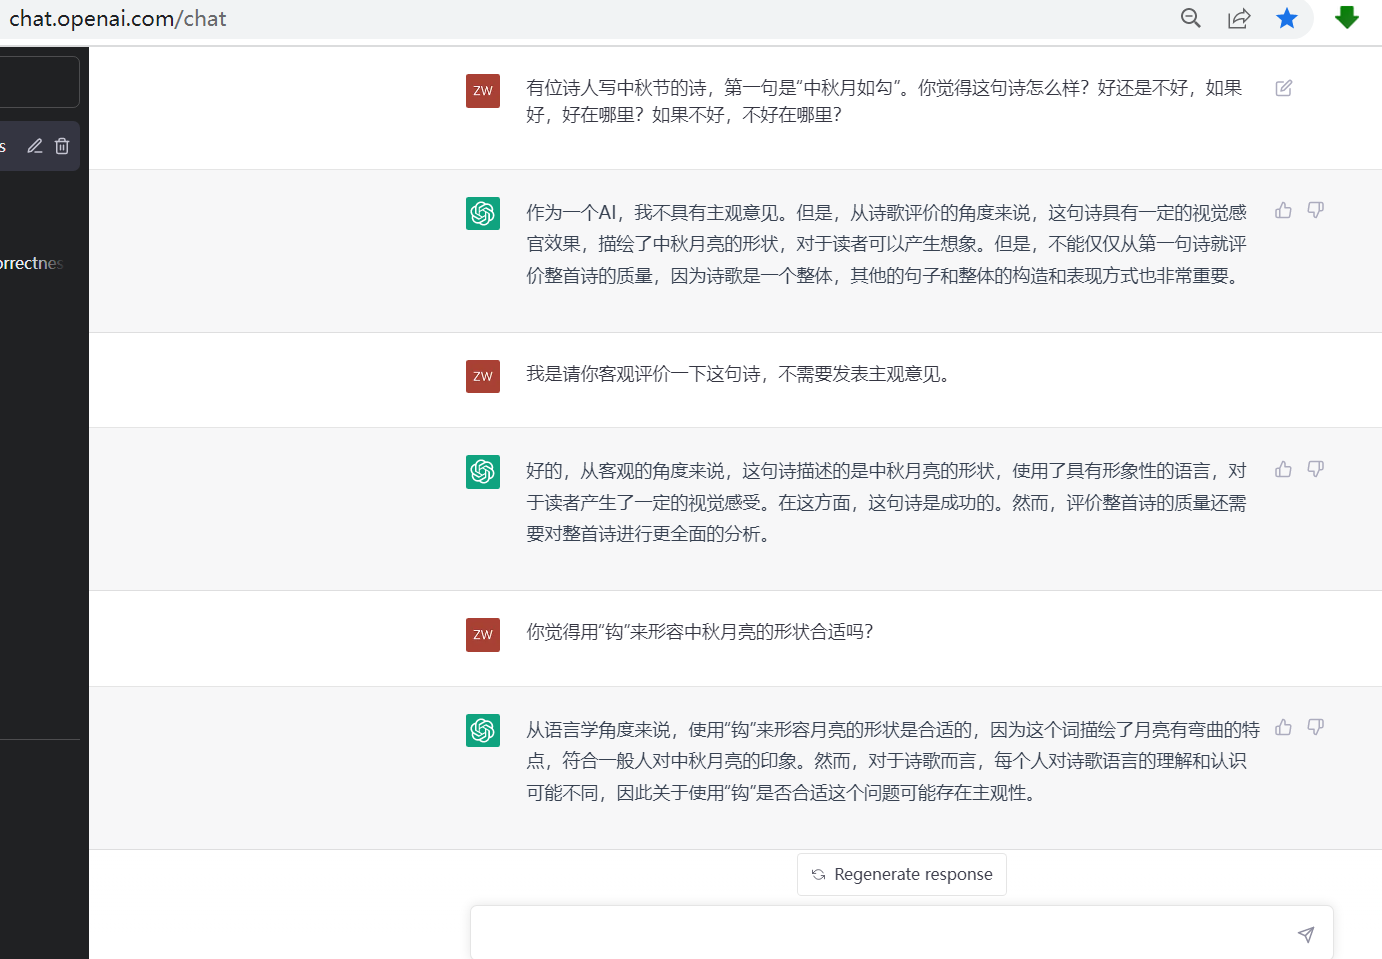 chat.openai.com/chat
ZW
有位诗人写中秋节的诗，第一句是“中秋月如勾”。你觉得这句诗怎么样？好还是不好，如果
好，好在哪里？如果不好，不好在哪里？
s
作为一个AI，我不具有主观意见。但是，从诗歌评价的角度来说，这句诗具有一定的视觉感
官效果，描绘了中秋月亮的形状，对于读者可以产生想象。但是，不能仅仅从第一句诗就评
价整首诗的质量，因为诗歌是一个整体，其他的句子和整体的构造和表现方式也非常重要。
orrectnes
ZW
我是请你客观评价一下这句诗，不需要发表主观意见。
好的，从客观的角度来说，这句诗描述的是中秋月亮的形状，使用了具有形象性的语言，对
于读者产生了一定的视觉感受。在这方面，这句诗是成功的。然而，评价整首诗的质量还需
要对整首诗进行更全面的分析。
ZW
你觉得用“钩”来形容中秋月亮的形状合适吗？
从语言学角度来说，使用“钩”来形容月亮的形状是合适的，因为这个词描绘了月亮有弯曲的特
点，符合一般人对中秋月亮的印象。然而，对于诗歌而言，每个人对诗歌语言的理解和认识
可能不同，因此关于使用“钩”是否合适这个问题可能存在主观性。
Regenerate response